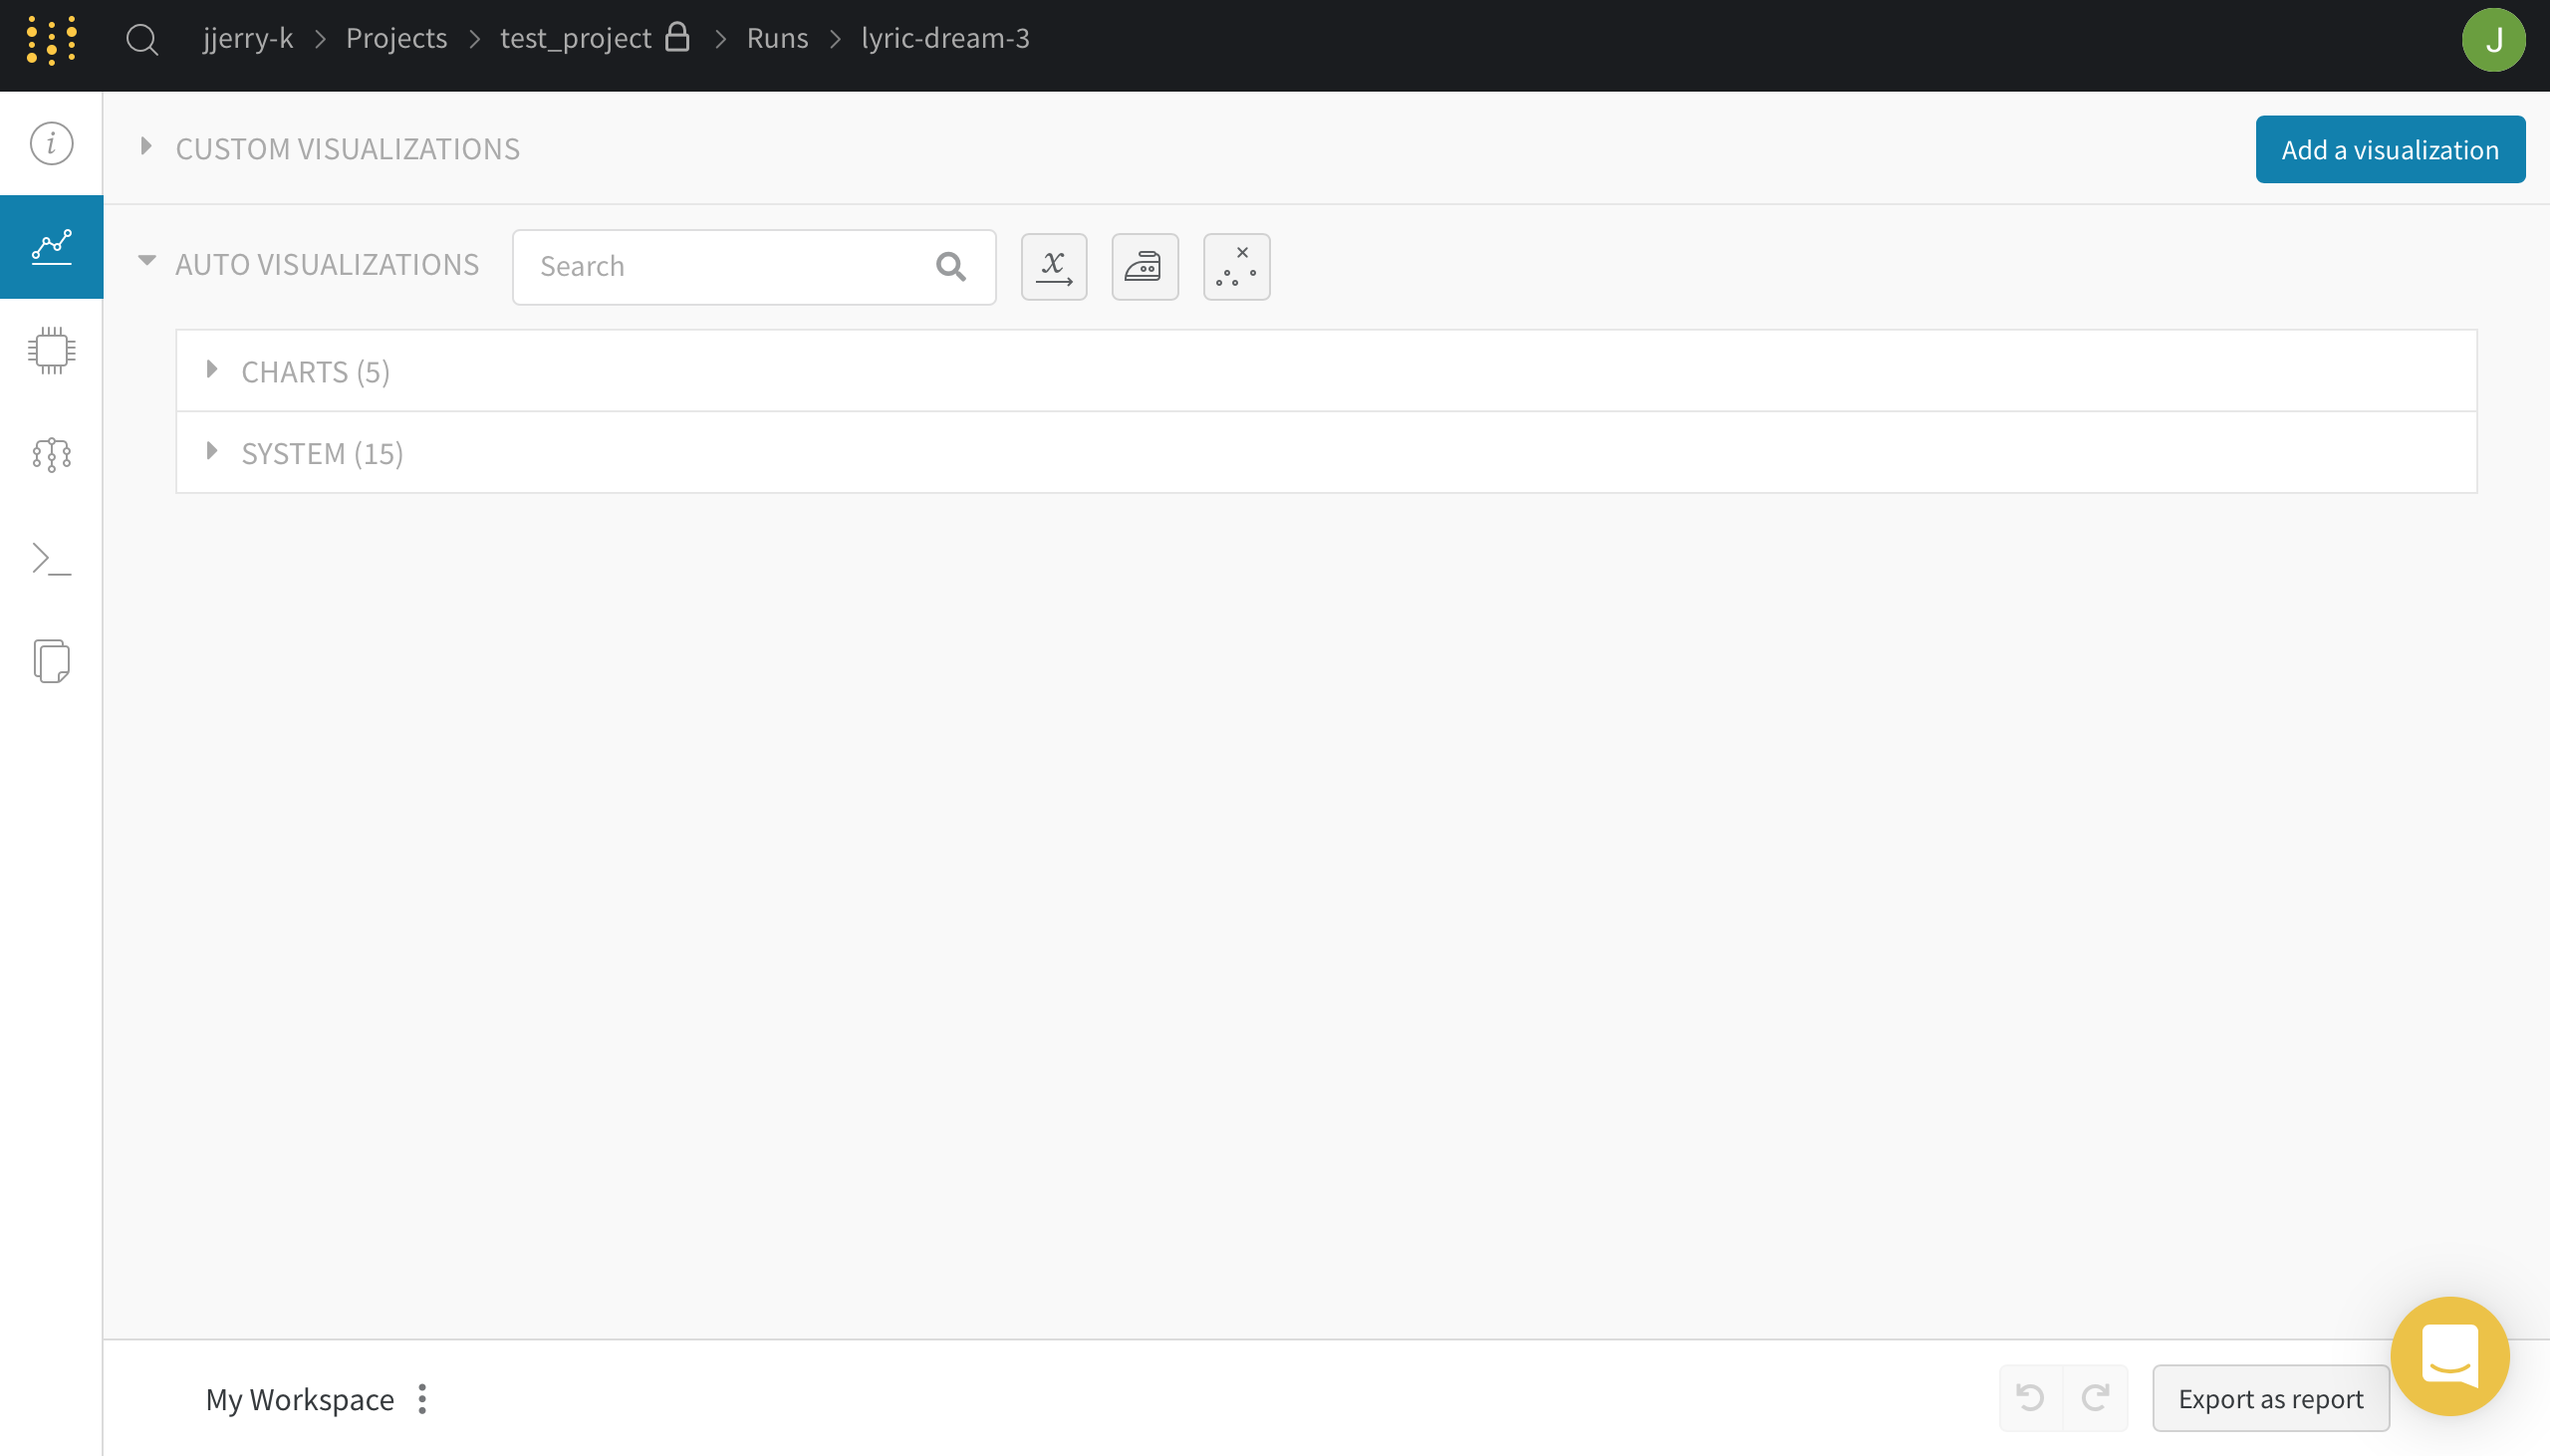 jjerry-k > Projects > test_project > Runs > lyric-dream-3
J
CUSTOM VISUALIZATIONS
Add a visualization
AUTO VISUALIZATIONS
Search
x
CHARTS (5)
SYSTEM (15)
My Workspace
Export as report